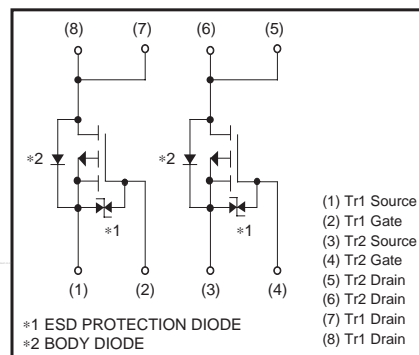 (8) (7) (6) (5)
∗2 ∗2
∗1 ∗1
(1) (2) (3) (4)
∗1 ESD PROTECTION DIODE
∗2 BODY DIODE
(1) Tr1 Source
(2) Tr1 Gate
(3) Tr2 Source
(4) Tr2 Gate
(5) Tr2 Drain
(6) Tr2 Drain
(7) Tr1 Drain
(8) Tr1 Drain